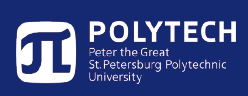 POLYTECH
Peter the Great
St.Petersburg Polytechnic
University